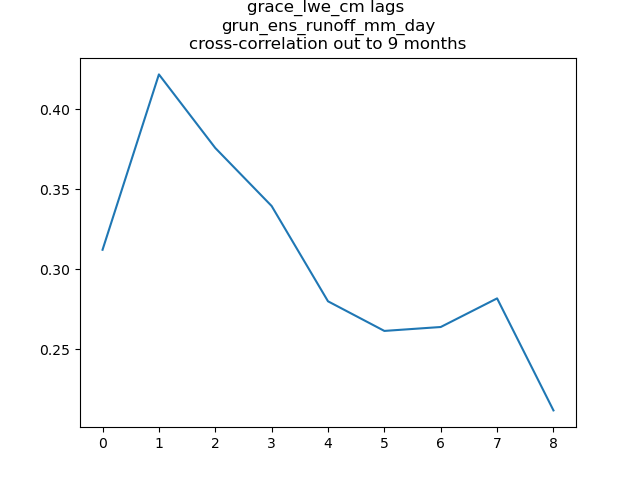 grace_lwe_cm lags
grun_ens_runoff_mm_day
cross-correlation out to 9 months
0.40
0.35
0.30
0.25
0 1 2 3 4 5 6 7 8